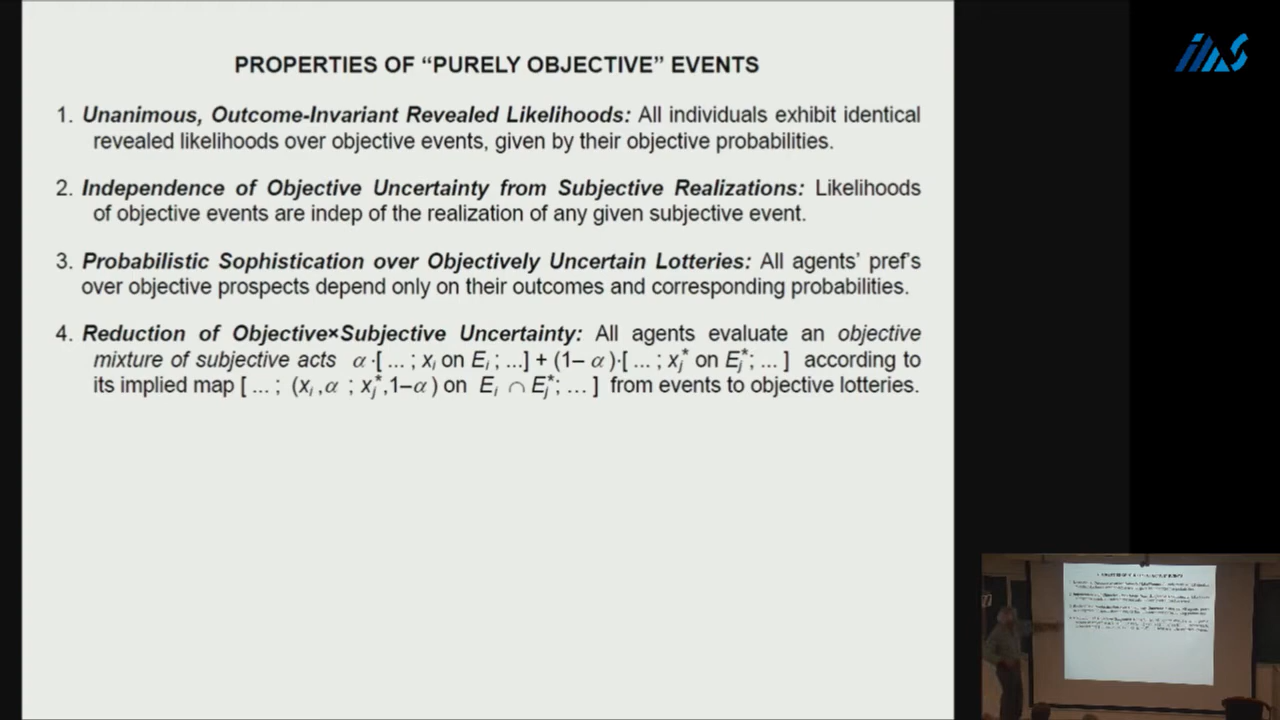 PROPERTIES OF “PURELY OBJECTIVE” EVENTS
1. Unanimous, Outcome-Invariant Revealed Likelihoods: All individuals exhibit identical
revealed likelihoods over objective events, given by their objective probabilities.
2. Independence of Objective Uncertainty from Subjective Realizations: Likelihoods
of objective events are indep of the realization of any given subjective event.
3. Probabilistic Sophistication over Objectively Uncertain Lotteries: All agents’ pref’s
over objective prospects depend only on their outcomes and corresponding probabilities.
4. Reduction of Objective×Subjective Uncertainty: All agents evaluate an objective
mixture of subjective acts α·[ ... ; xᵢ on Eᵢ ; ...] + (1– α)·[ ... ; xⱼ* on Eⱼ*; ... ] according to
its implied map [ ... ; (xᵢ ,α ; xⱼ*,1–α) on Eᵢ ∩ Eⱼ*; ... ] from events to objective lotteries.
IIAS